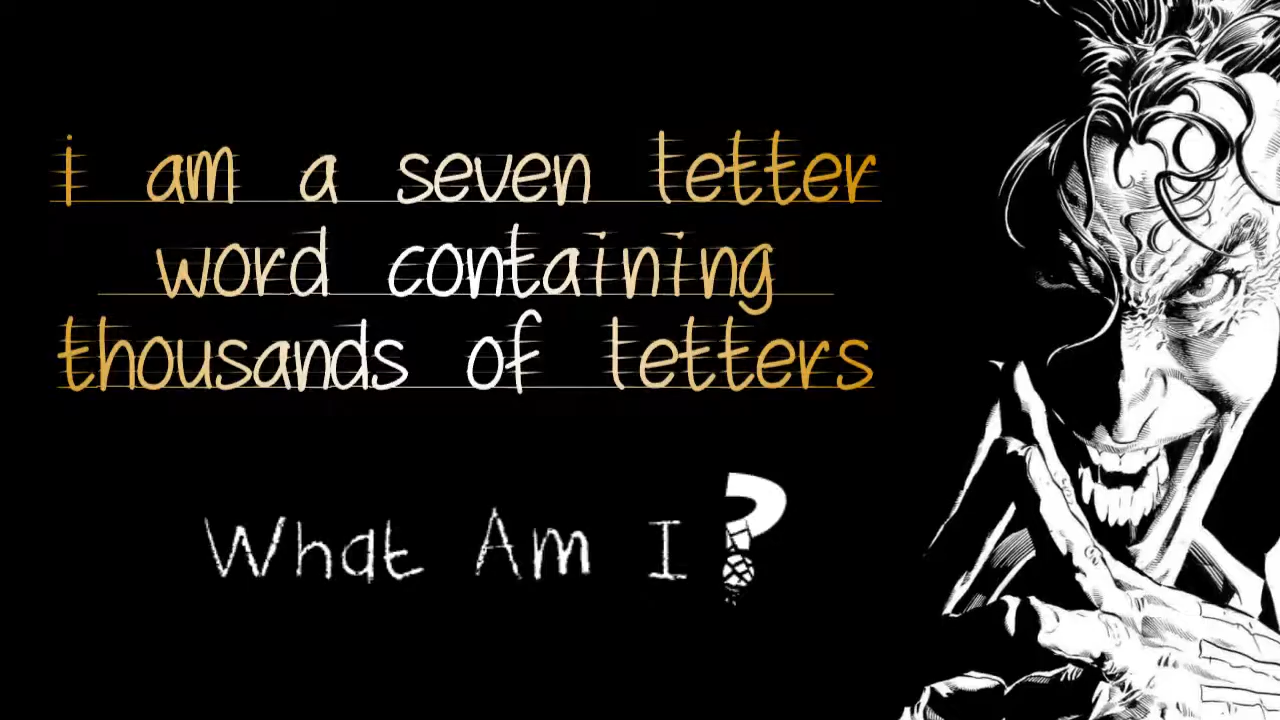 i am a seven letter
word containing
thousands of letters
What Am I ?